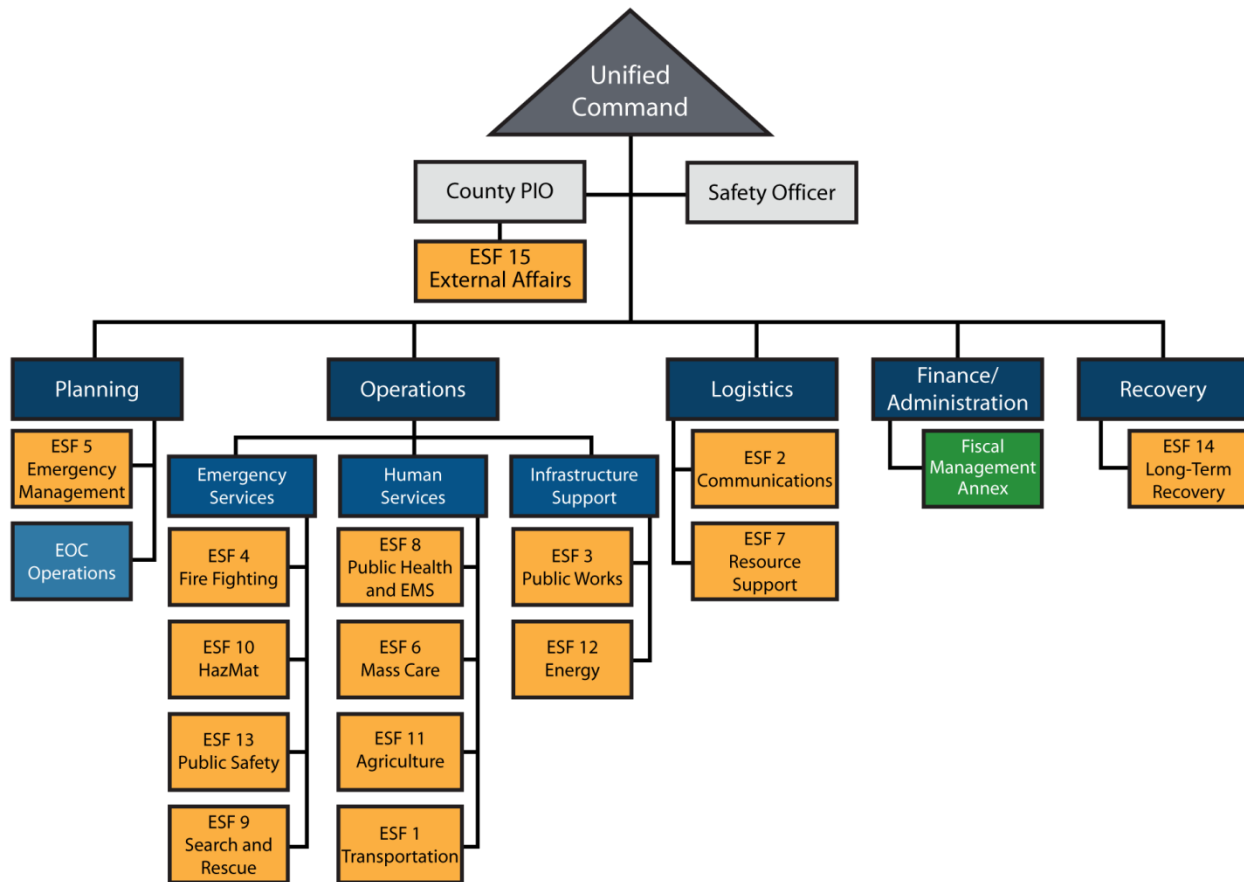 Unified
Command
County PIO
Safety Officer
ESF 15
External Affairs
Planning
Operations
Logistics
Finance/
Administration
Recovery
ESF 5
Emergency
Management
EOC
Operations
Emergency
Services
ESF 4
Fire Fighting
ESF 10
HazMat
ESF 13
Public Safety
ESF 9
Search and
Rescue
Human
Services
ESF 8
Public Health
and EMS
ESF 6
Mass Care
ESF 11
Agriculture
ESF 1
Transportation
Infrastructure
Support
ESF 3
Public Works
ESF 12
Energy
ESF 2
Communications
ESF 7
Resource
Support
Fiscal
Management
Annex
ESF 14
Long-Term
Recovery